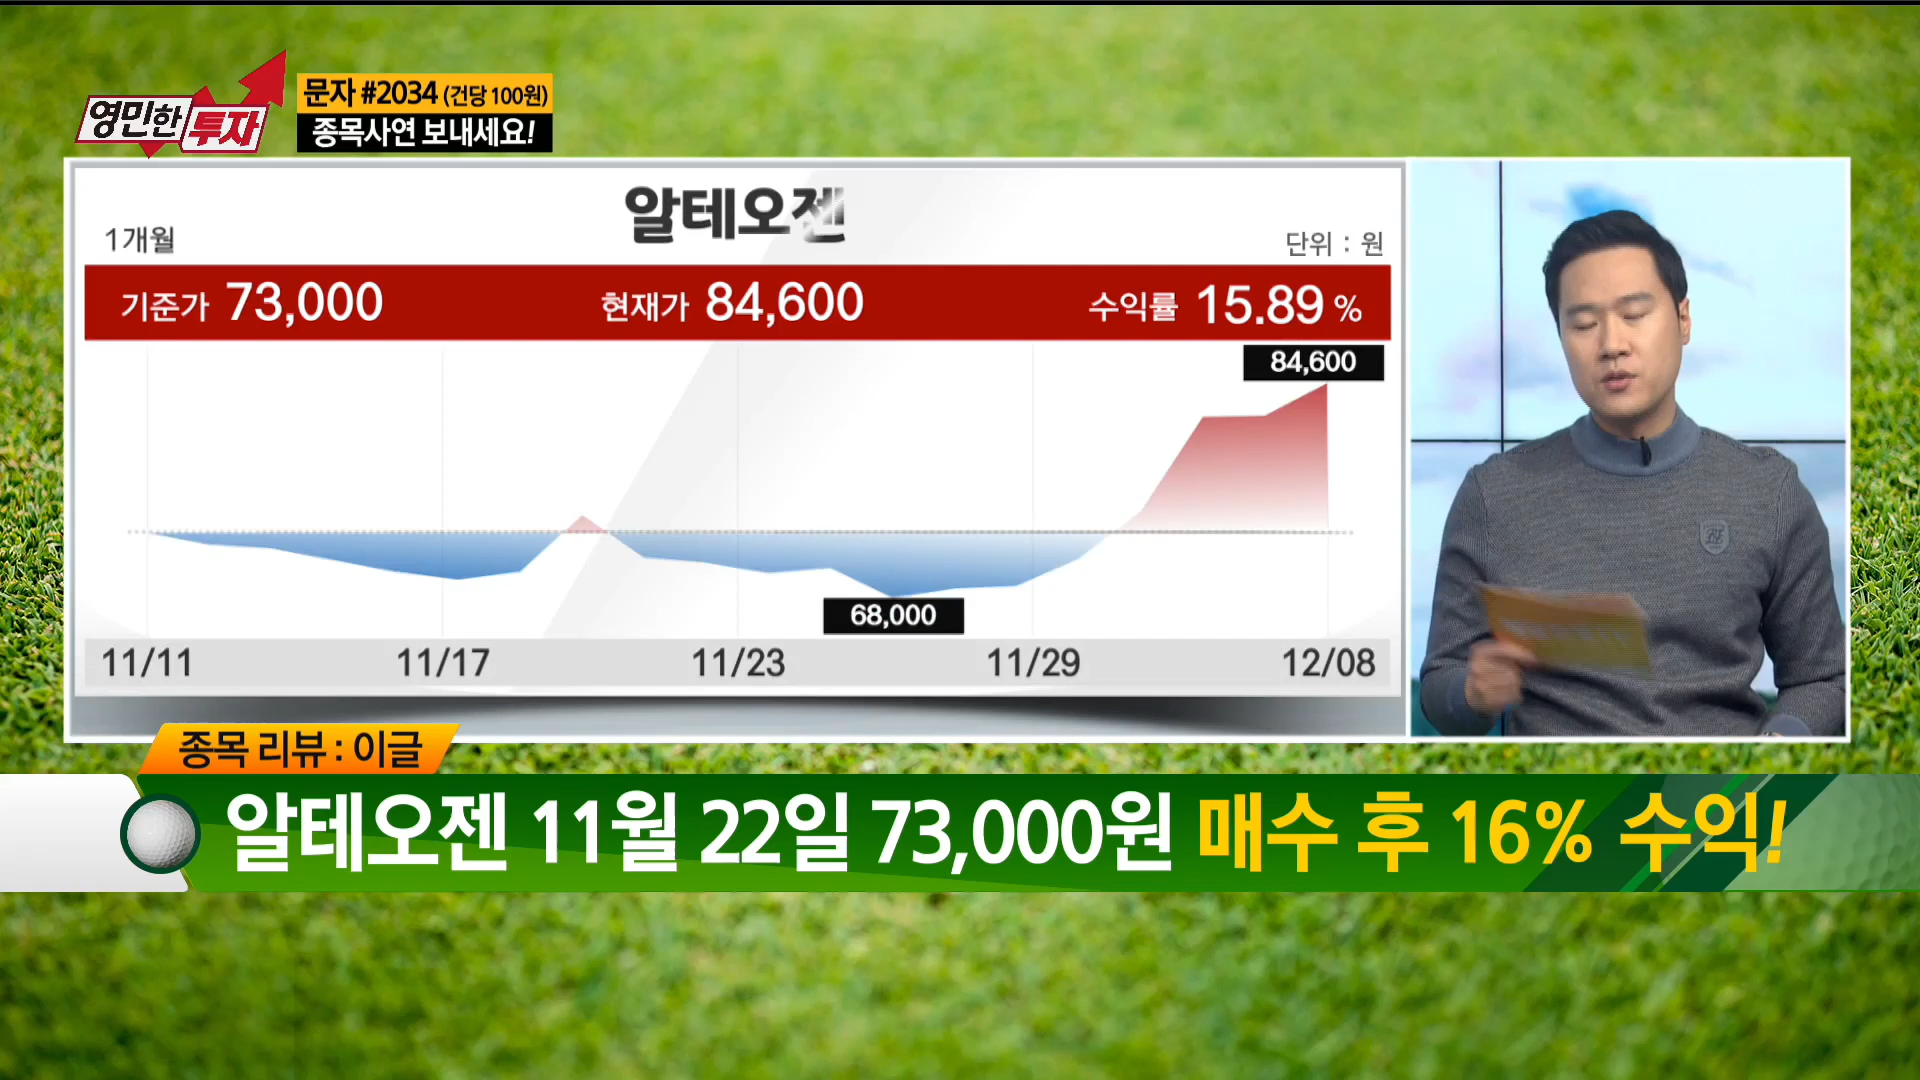 영민한 투자
문자 #2034 (건당 100원)
종목사연 보내세요!
알테오젠
1개월
단위 : 원
기준가 73,000 현재가 84,600 수익률 15.89 %
84,600
68,000
11/11 11/17 11/23 11/29 12/08
종목 리뷰 : 이글
알테오젠 11월 22일 73,000원 매수 후 16% 수익!